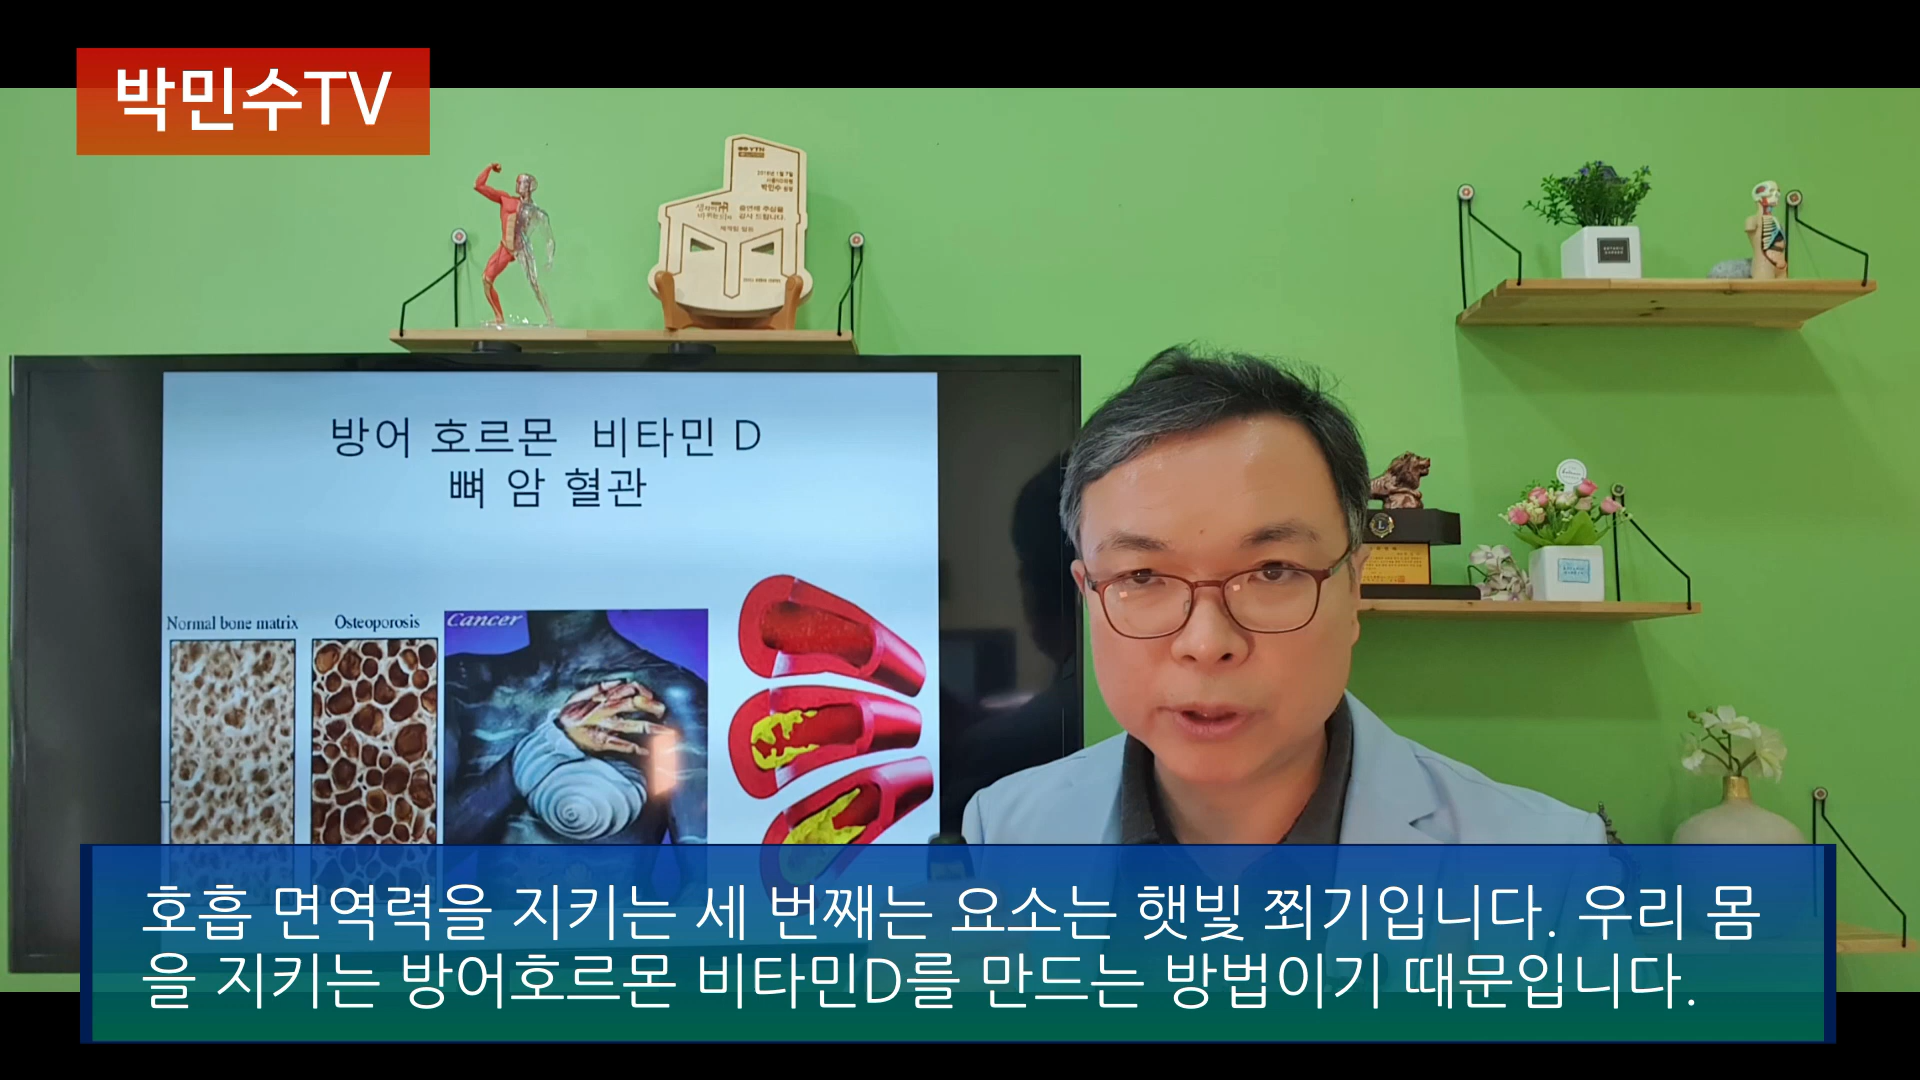 박민수TV
방어 호르몬 비타민 D
뼈 암 혈관
Normal bone matrix
Osteoporosis
Cancer
박민수
호흡 면역력을 지키는 세 번째는 요소는 햇빛 쬐기입니다. 우리 몸
을 지키는 방어호르몬 비타민D를 만드는 방법이기 때문입니다.